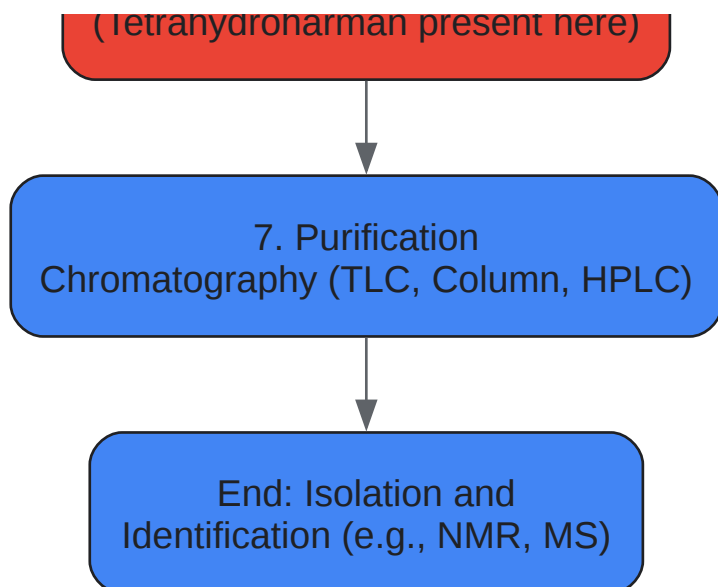 (Tetrahydroharman present here)
7. Purification
Chromatography (TLC, Column, HPLC)
End: Isolation and
Identification (e.g., NMR, MS)